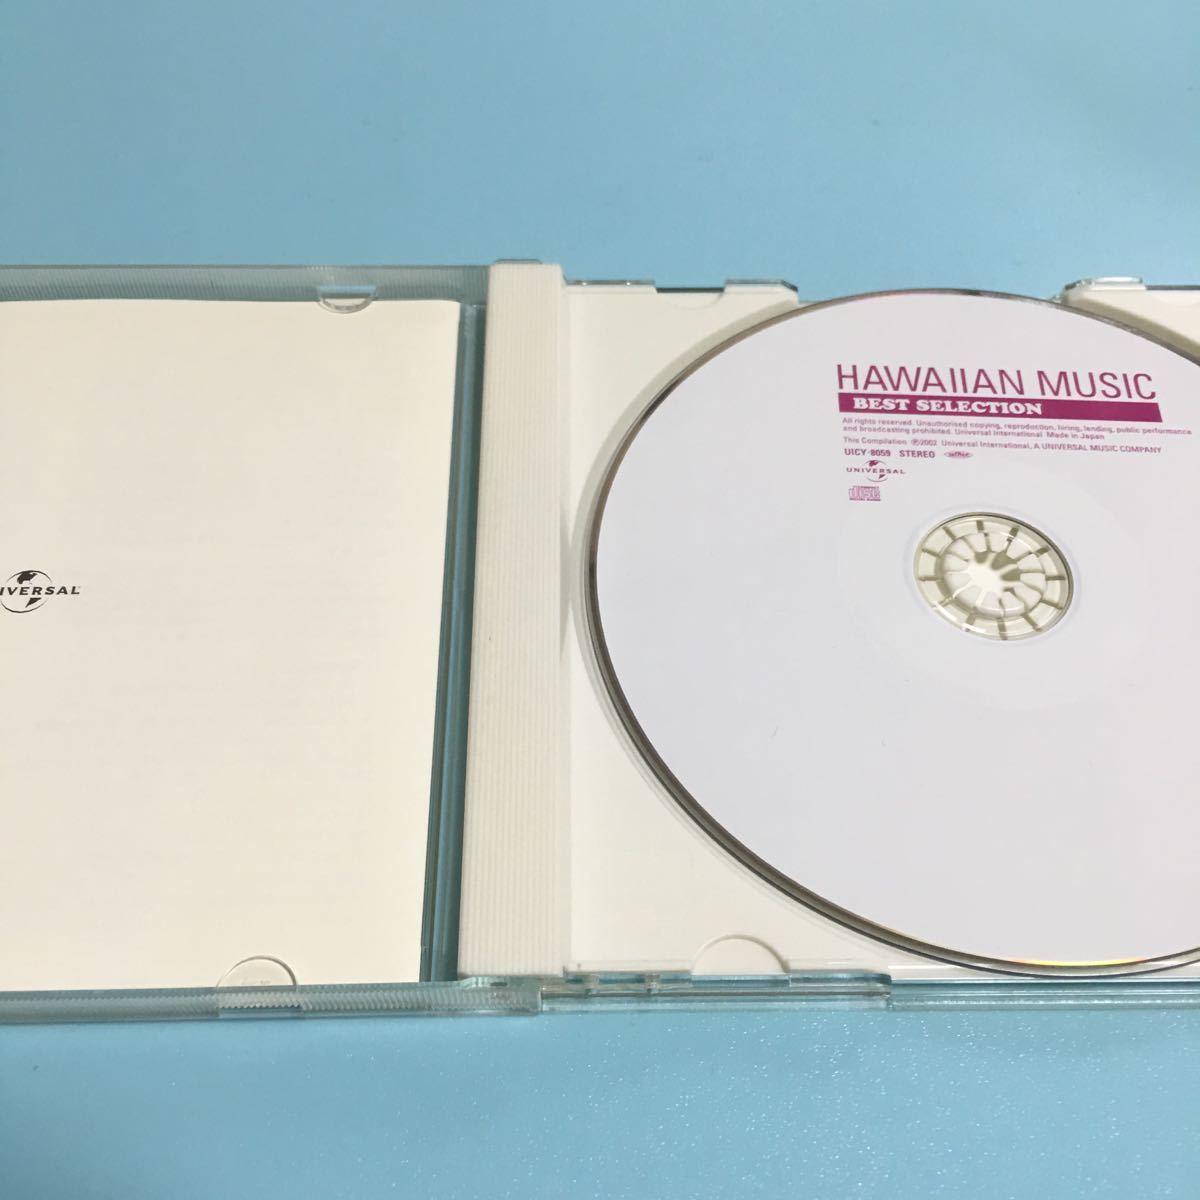 IVERSAL
HAWAIIAN MUSIC
BEST SELECTION
All rights reserved. Unauthorised copying, reproduction, hiring, lending, public performance
and broadcasting prohibited. Universal International Made in Japan
This Compilation ℗2002 Universal International, A UNIVERSAL MUSIC COMPANY
UICY-8059 STEREO
UNIVERSAL